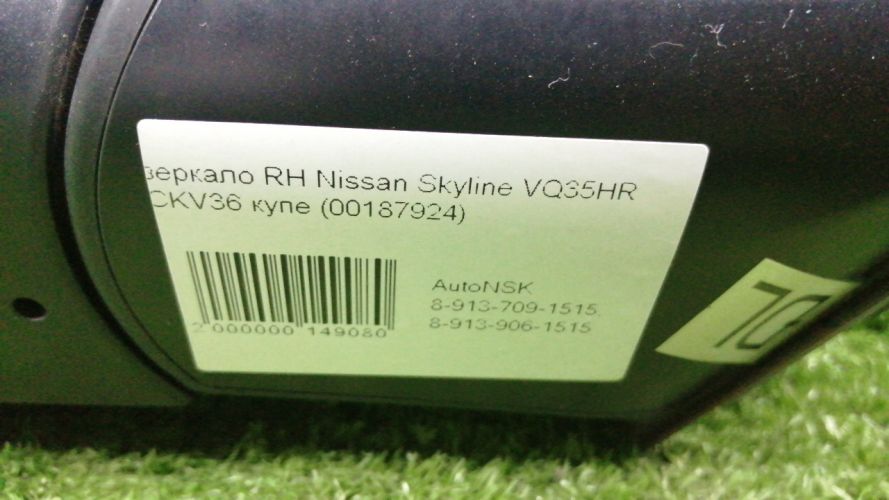 зеркало RH Nissan Skyline VQ35HR
CKV36 купе (00187924)
2 000000 149080
AutoNSK
8-913-709-1515,
8-913-906-1515